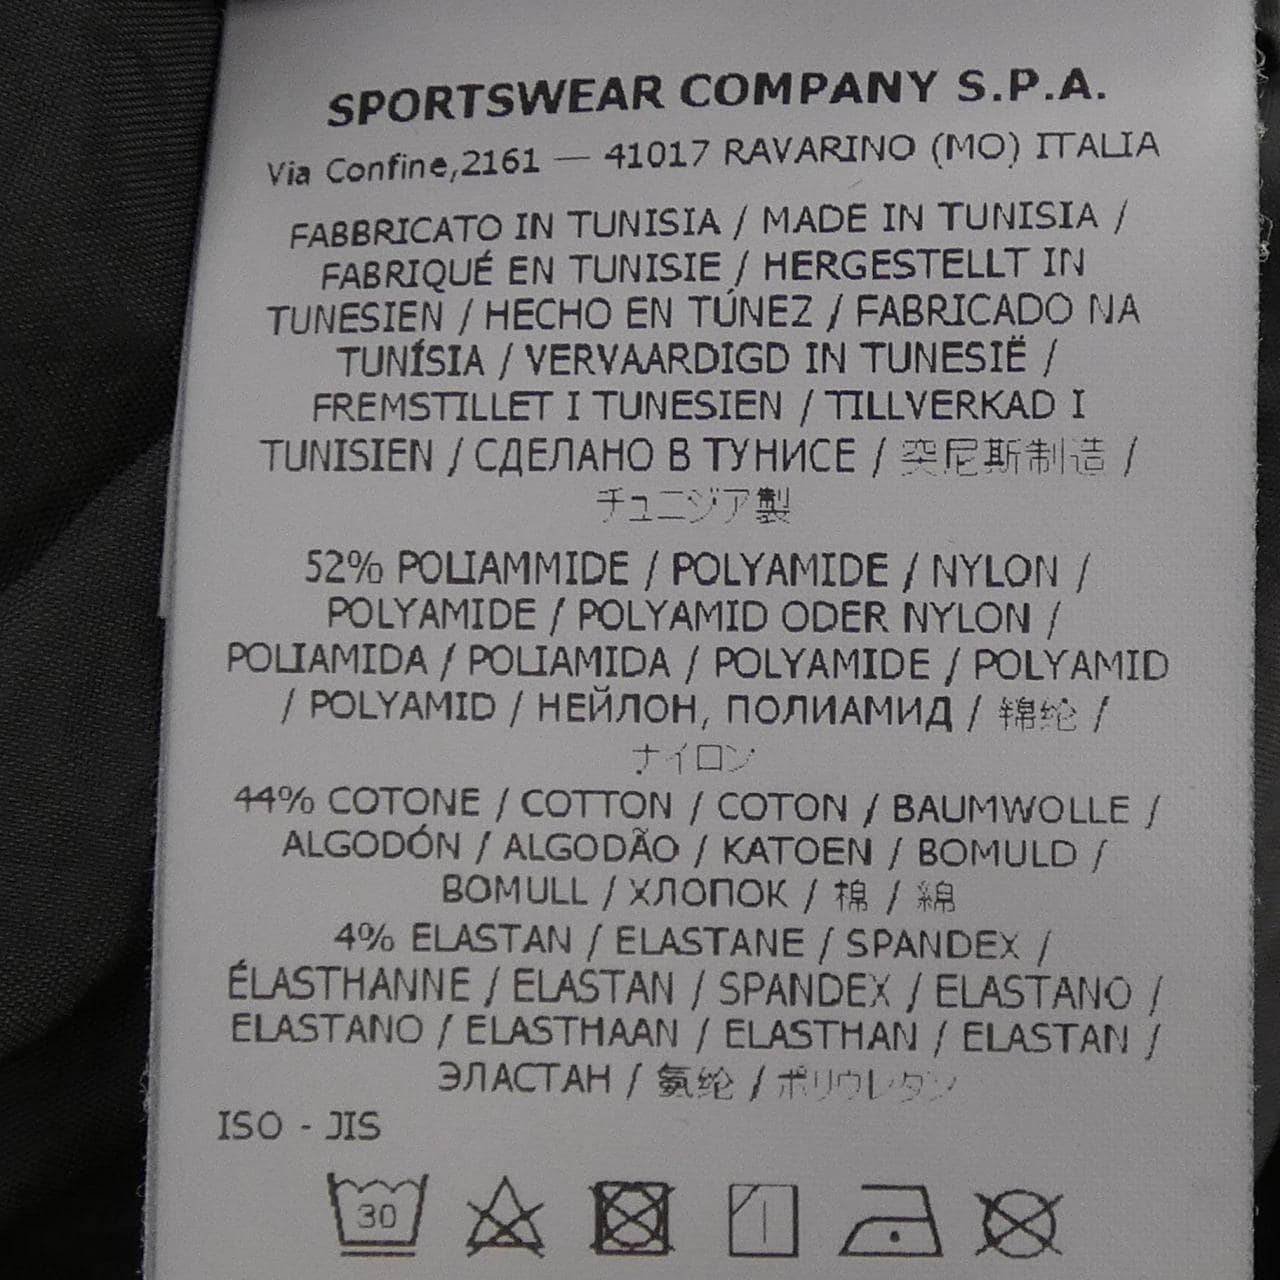 SPORTSWEAR COMPANY S.P.A.
Via Confine,2161 — 41017 RAVARINO (MO) ITALIA
FABBRICATO IN TUNISIA / MADE IN TUNISIA /
FABRIQUÉ EN TUNISIE / HERGESTELLT IN
TUNESIEN / HECHO EN TÚNEZ / FABRICADO NA
TUNÍSIA / VERVAARDIGD IN TUNESIË /
FREMSTILLET I TUNESIEN / TILLVERKAD I
TUNISIEN / СДЕЛАНО В ТУНИСЕ / 突尼斯制造 /
チュニジア製
52% POLIAMMIDE / POLYAMIDE / NYLON /
POLYAMIDE / POLYAMID ODER NYLON /
POLIAMIDA / POLIAMIDA / POLYAMIDE / POLYAMID
/ POLYAMID / НЕЙЛОН, ПОЛИАМИД / 锦纶 /
ナイロン
44% COTONE / COTTON / COTON / BAUMWOLLE /
ALGODÓN / ALGODÃO / KATOEN / BOMULD /
BOMULL / ХЛОПОК / 棉 / 綿
4% ELASTAN / ELASTANE / SPANDEX /
ÉLASTHANNE / ELASTAN / SPANDEX / ELASTANO /
ELASTANO / ELASTHAAN / ELASTHAN / ELASTAN /
ЭЛАСТАН / 氨纶 / ポリウレタン
ISO - JIS
30